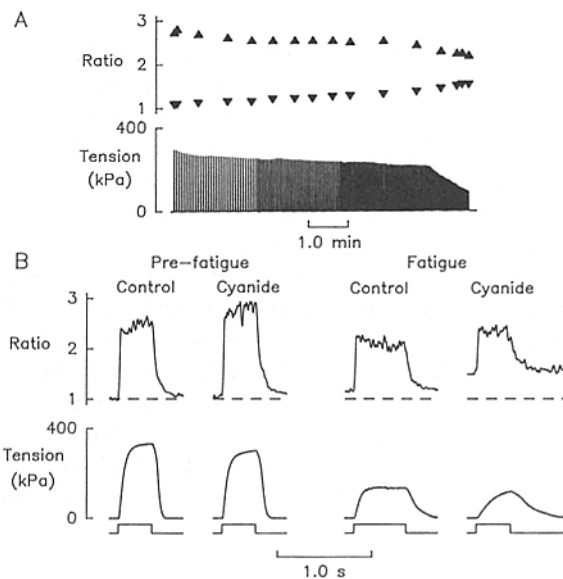 A
3
Ratio 2
1
400
Tension
(kPa)
0
1.0 min
B
Pre-fatigue Fatigue
Control Cyanide Control Cyanide
3
Ratio 2
1
400
Tension
(kPa)
0
1.0 s